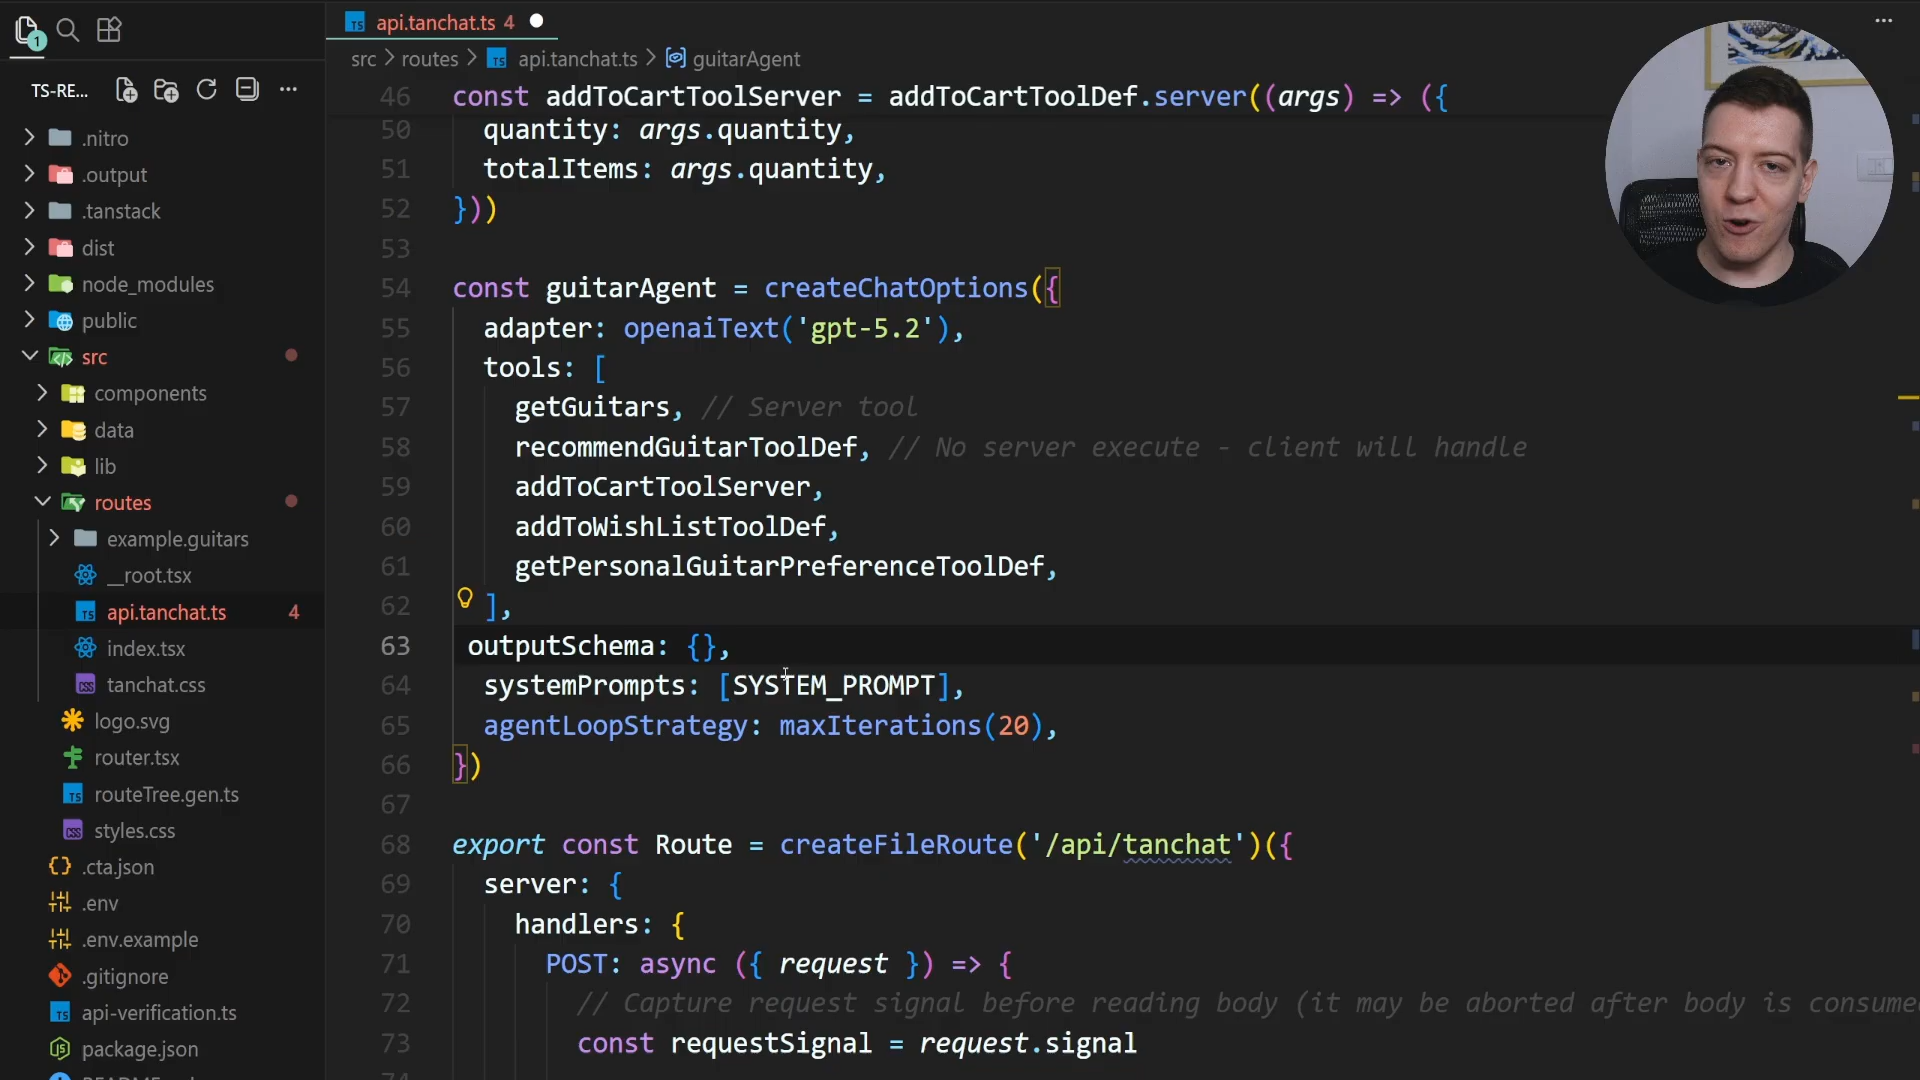 1
TS-RE...
.nitro
.output
.tanstack
dist
node_modules
public
src
components
data
lib
routes
example.guitars
__root.tsx
api.tanchat.ts 4
index.tsx
tanchat.css
logo.svg
router.tsx
routeTree.gen.ts
styles.css
.cta.json
.env
.env.example
.gitignore
api-verification.ts
package.json
TS api.tanchat.ts 4
src > routes > TS api.tanchat.ts > guitarAgent
46 const addToCartToolServer = addToCartToolDef.server((args) => ({
50 quantity: args.quantity,
51 totalItems: args.quantity,
52 }))
53
54 const guitarAgent = createChatOptions({
55 adapter: openaiText('gpt-5.2'),
56 tools: [
57 getGuitars, // Server tool
58 recommendGuitarToolDef, // No server execute - client will handle
59 addToCartToolServer,
60 addToWishListToolDef,
61 getPersonalGuitarPreferenceToolDef,
62 ],
63 outputSchema: {},
64 systemPrompts: [SYSTEM_PROMPT],
65 agentLoopStrategy: maxIterations(20),
66 })
67
68 export const Route = createFileRoute('/api/tanchat')({
69 server: {
70 handlers: {
71 POST: async ({ request }) => {
72 // Capture request signal before reading body (it may be aborted after body is consume
73 const requestSignal = request.signal